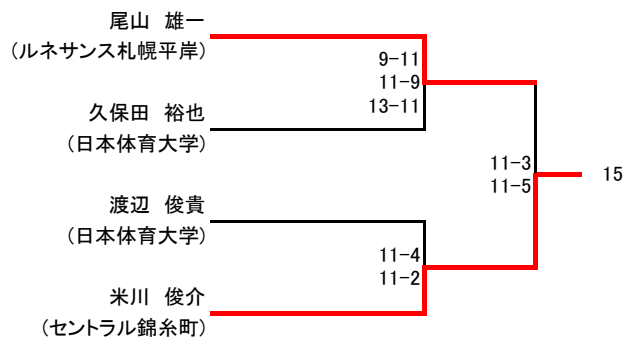 尾山 雄一
(ルネサンス札幌平岸)
9-11
11-9
13-11
久保田 裕也
(日本体育大学)
11-3
11-5
15
渡辺 俊貴
(日本体育大学)
11-4
11-2
米川 俊介
(セントラル錦糸町)